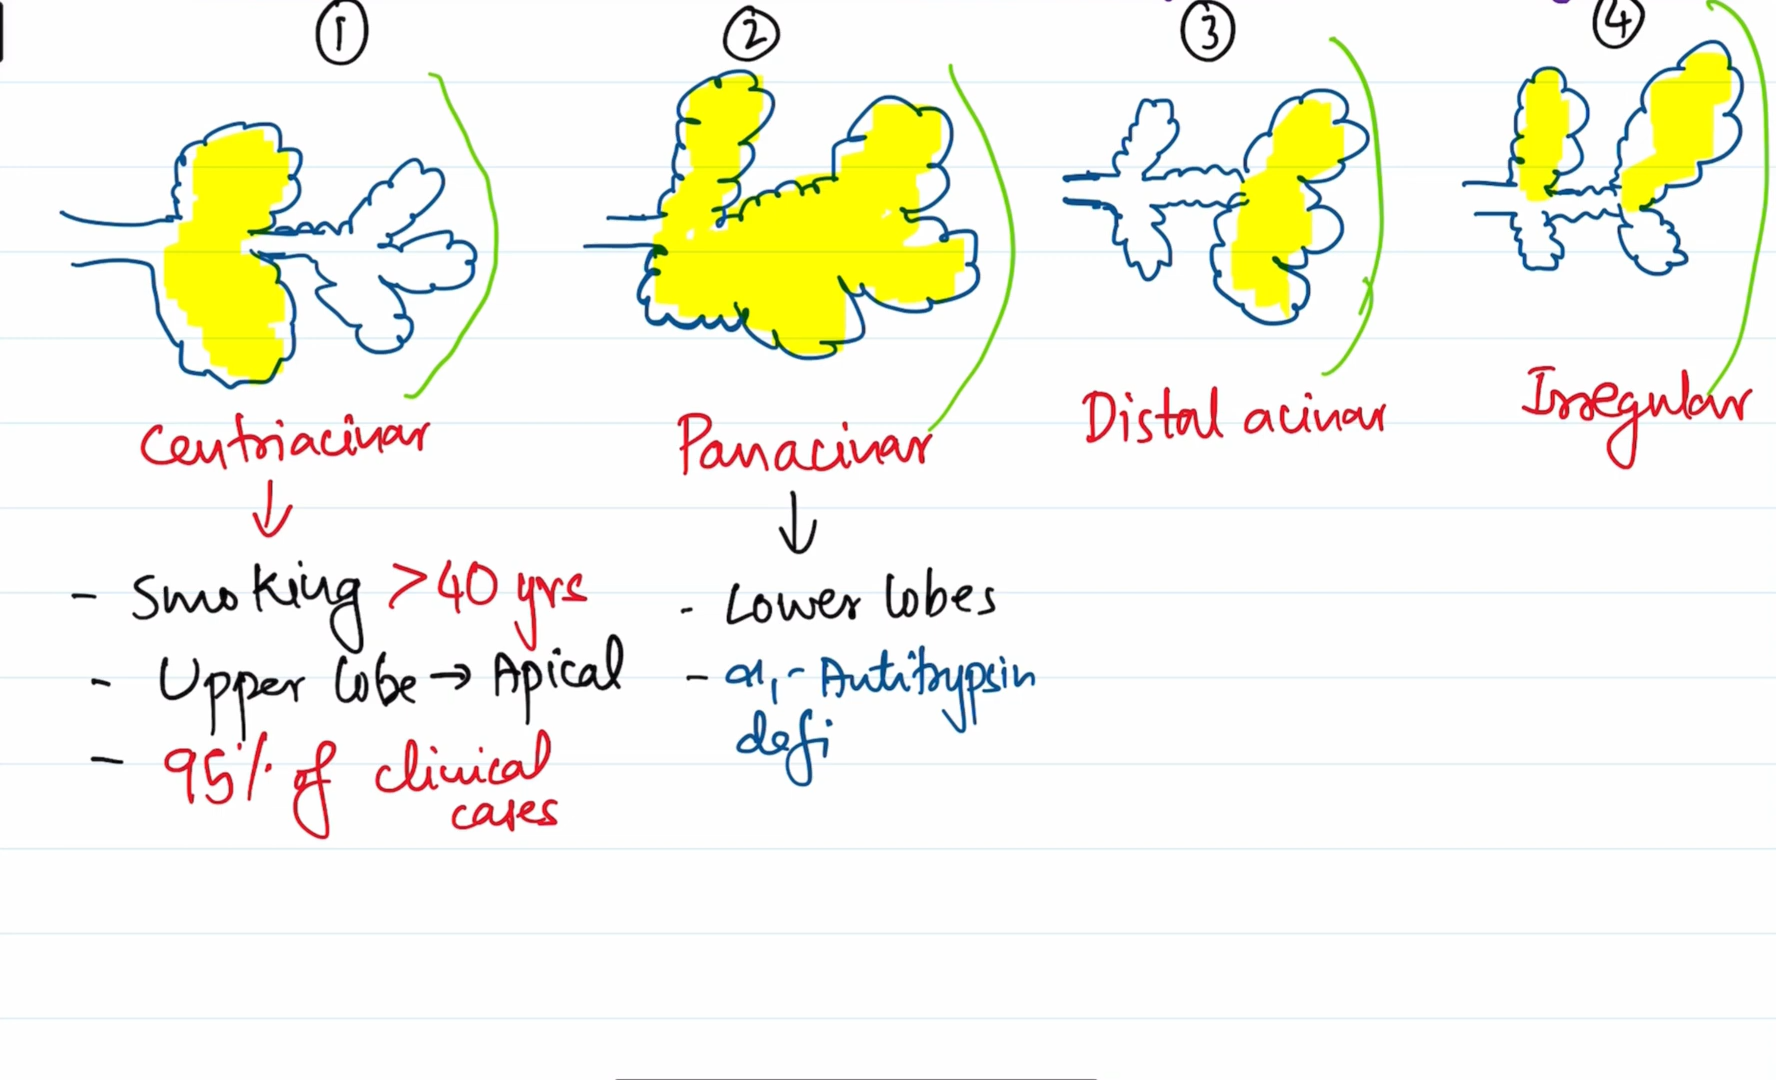 ① ② ③ ④
Centriacinar
Panacinar
Distal acinar
Irregular
- Smoking >40 yrs
- Upper lobe → Apical
- 95% of clinical
cases
- Lower lobes
- α₁-Antitrypsin
defi